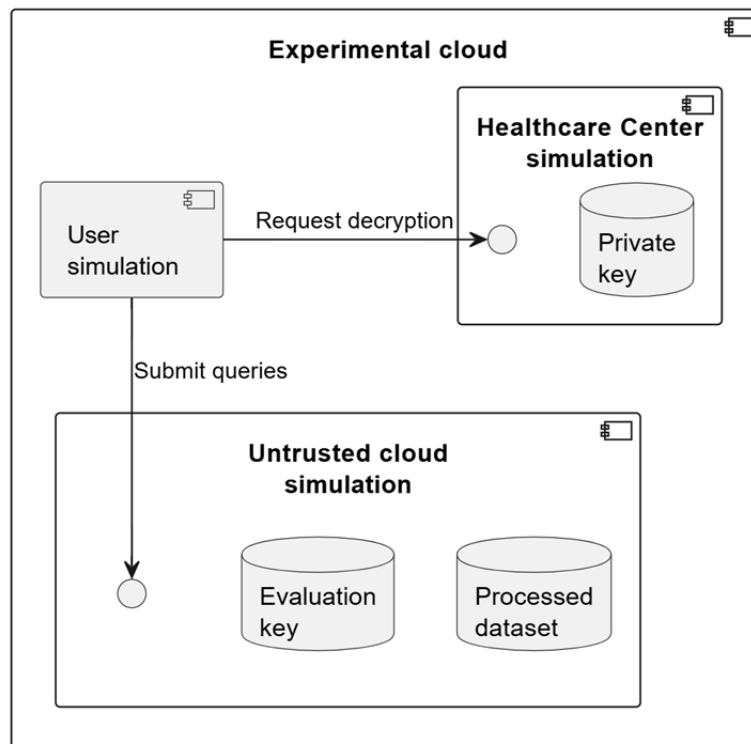 Experimental cloud
Healthcare Center
simulation
User
simulation
Request decryption
Private
key
Submit queries
Untrusted cloud
simulation
Evaluation
key
Processed
dataset